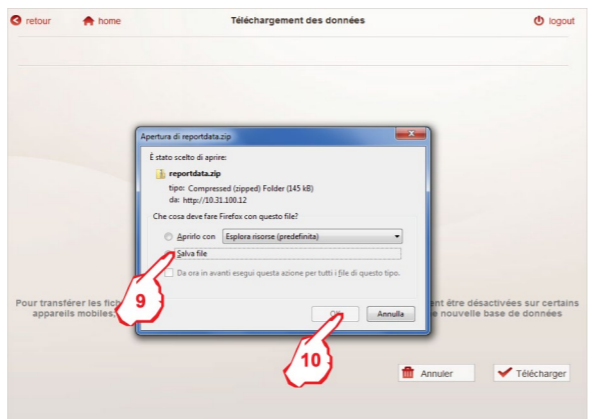 retour home Téléchargement des données logout
Apertura di reportdata.zip
È stato scelto di aprire:
reportdata.zip
tipo: Compressed (zipped) Folder (145 kB)
da: http://10.31.100.12
Che cosa deve fare Firefox con questo file?
Aprirlo con Esplora risorse (predefinita)
Salva file
Da ora in avanti esegui questa azione per tutti i file di questo tipo.
9
Pour transférer les être désactivées sur certains
appareils mobiles, nouvelle base de données
Annulla
10
Annuler Télécharger